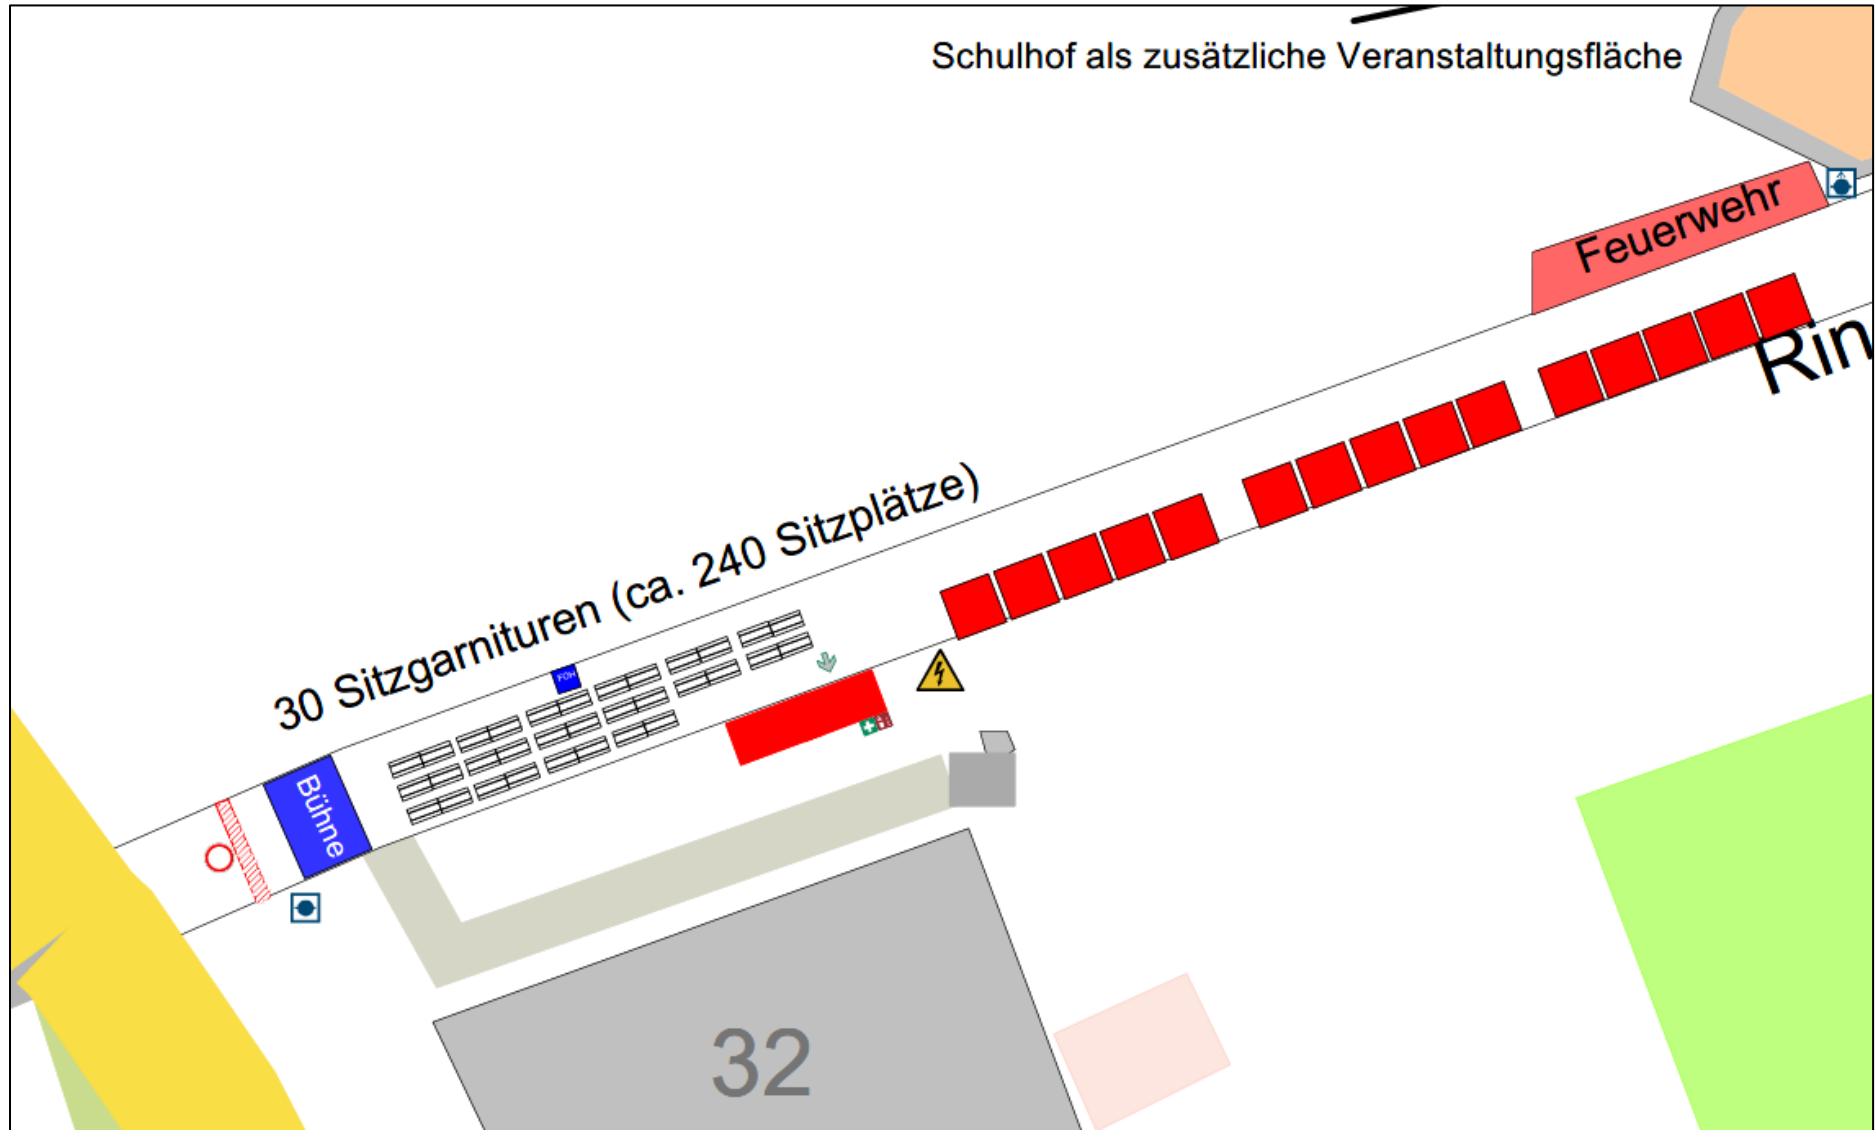 Schulhof als zusätzliche Veranstaltungsfläche
Feuerwehr
Rin
30 Sitzgarnituren (ca. 240 Sitzplätze)
FOH
Bühne
32